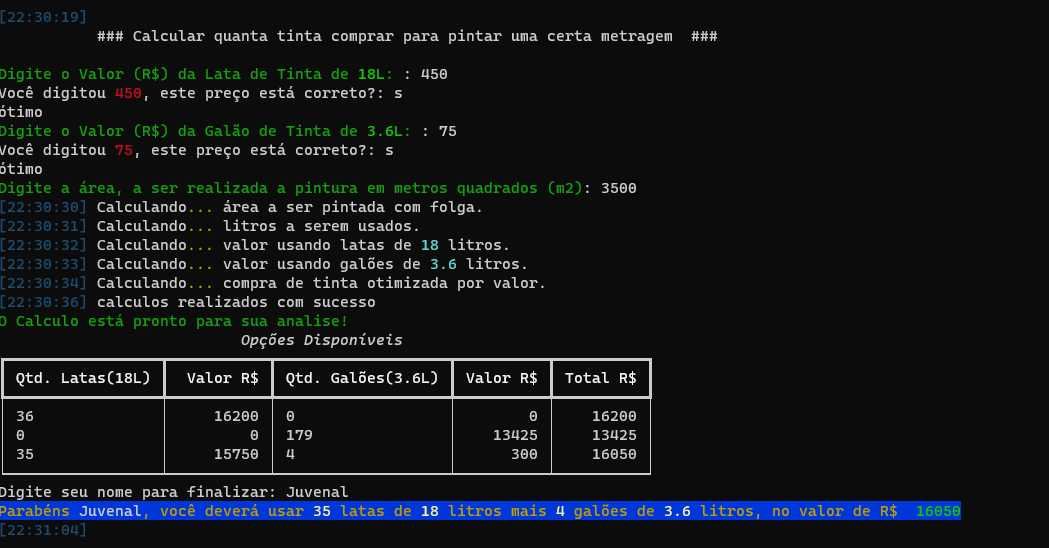 [22:30:19]
### Calcular quanta tinta comprar para pintar uma certa metragem ###
Digite o Valor (R$) da Lata de Tinta de 18L: : 450
Você digitou 450, este preço está correto?: s
ótimo
Digite o Valor (R$) da Galão de Tinta de 3.6L: : 75
Você digitou 75, este preço está correto?: s
ótimo
Digite a área, a ser realizada a pintura em metros quadrados (m2): 3500
[22:30:30] Calculando... área a ser pintada com folga.
[22:30:31] Calculando... litros a serem usados.
[22:30:32] Calculando... valor usando latas de 18 litros.
[22:30:33] Calculando... valor usando galões de 3.6 litros.
[22:30:34] Calculando... compra de tinta otimizada por valor.
[22:30:36] calculos realizados com sucesso
O Calculo está pronto para sua analise!
Opções Disponíveis
Qtd. Latas(18L) Valor R$ Qtd. Galões(3.6L) Valor R$ Total R$
36 16200 0 0 16200
0 0 179 13425 13425
35 15750 4 300 16050
Digite seu nome para finalizar: Juvenal
Parabéns Juvenal, você deverá usar 35 latas de 18 litros mais 4 galões de 3.6 litros, no valor de R$ 16050
[22:31:04]